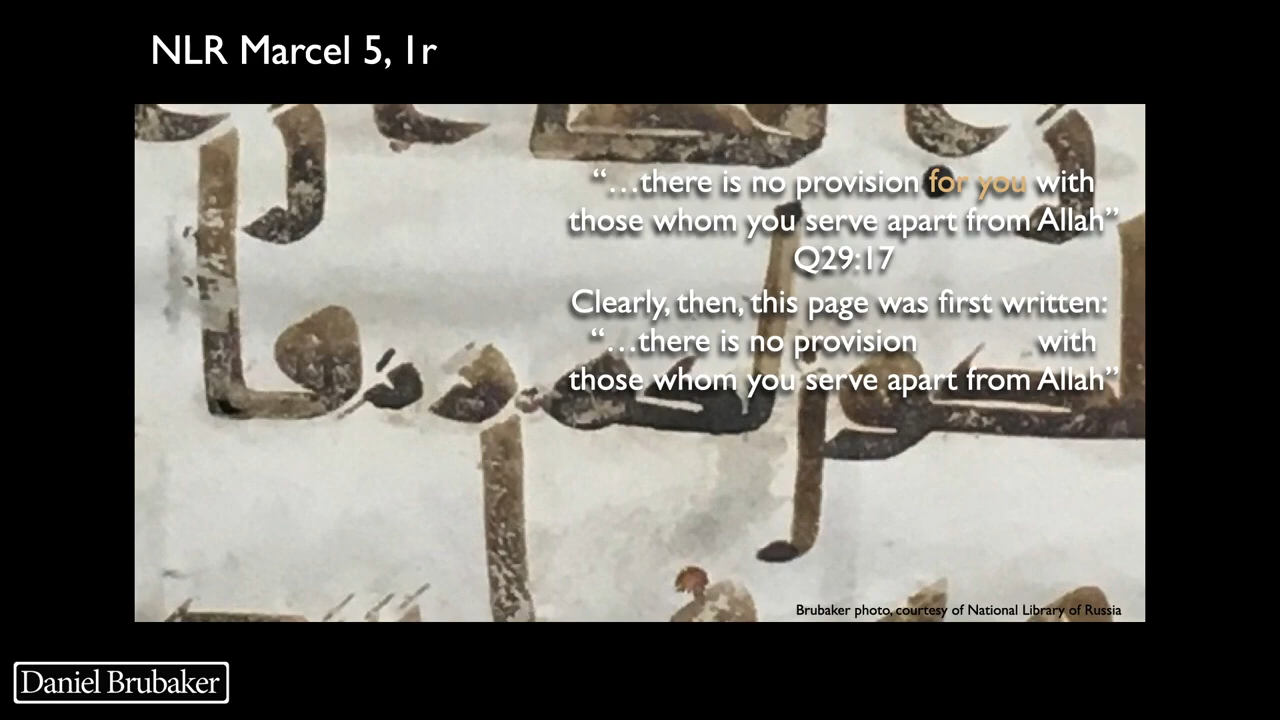 NLR Marcel 5, 1r
“…there is no provision for you with
those whom you serve apart from Allah”
Q29:17
Clearly, then, this page was first written:
“…there is no provision with
those whom you serve apart from Allah”
لكم رزقا
Brubaker photo, courtesy of National Library of Russia
Daniel Brubaker